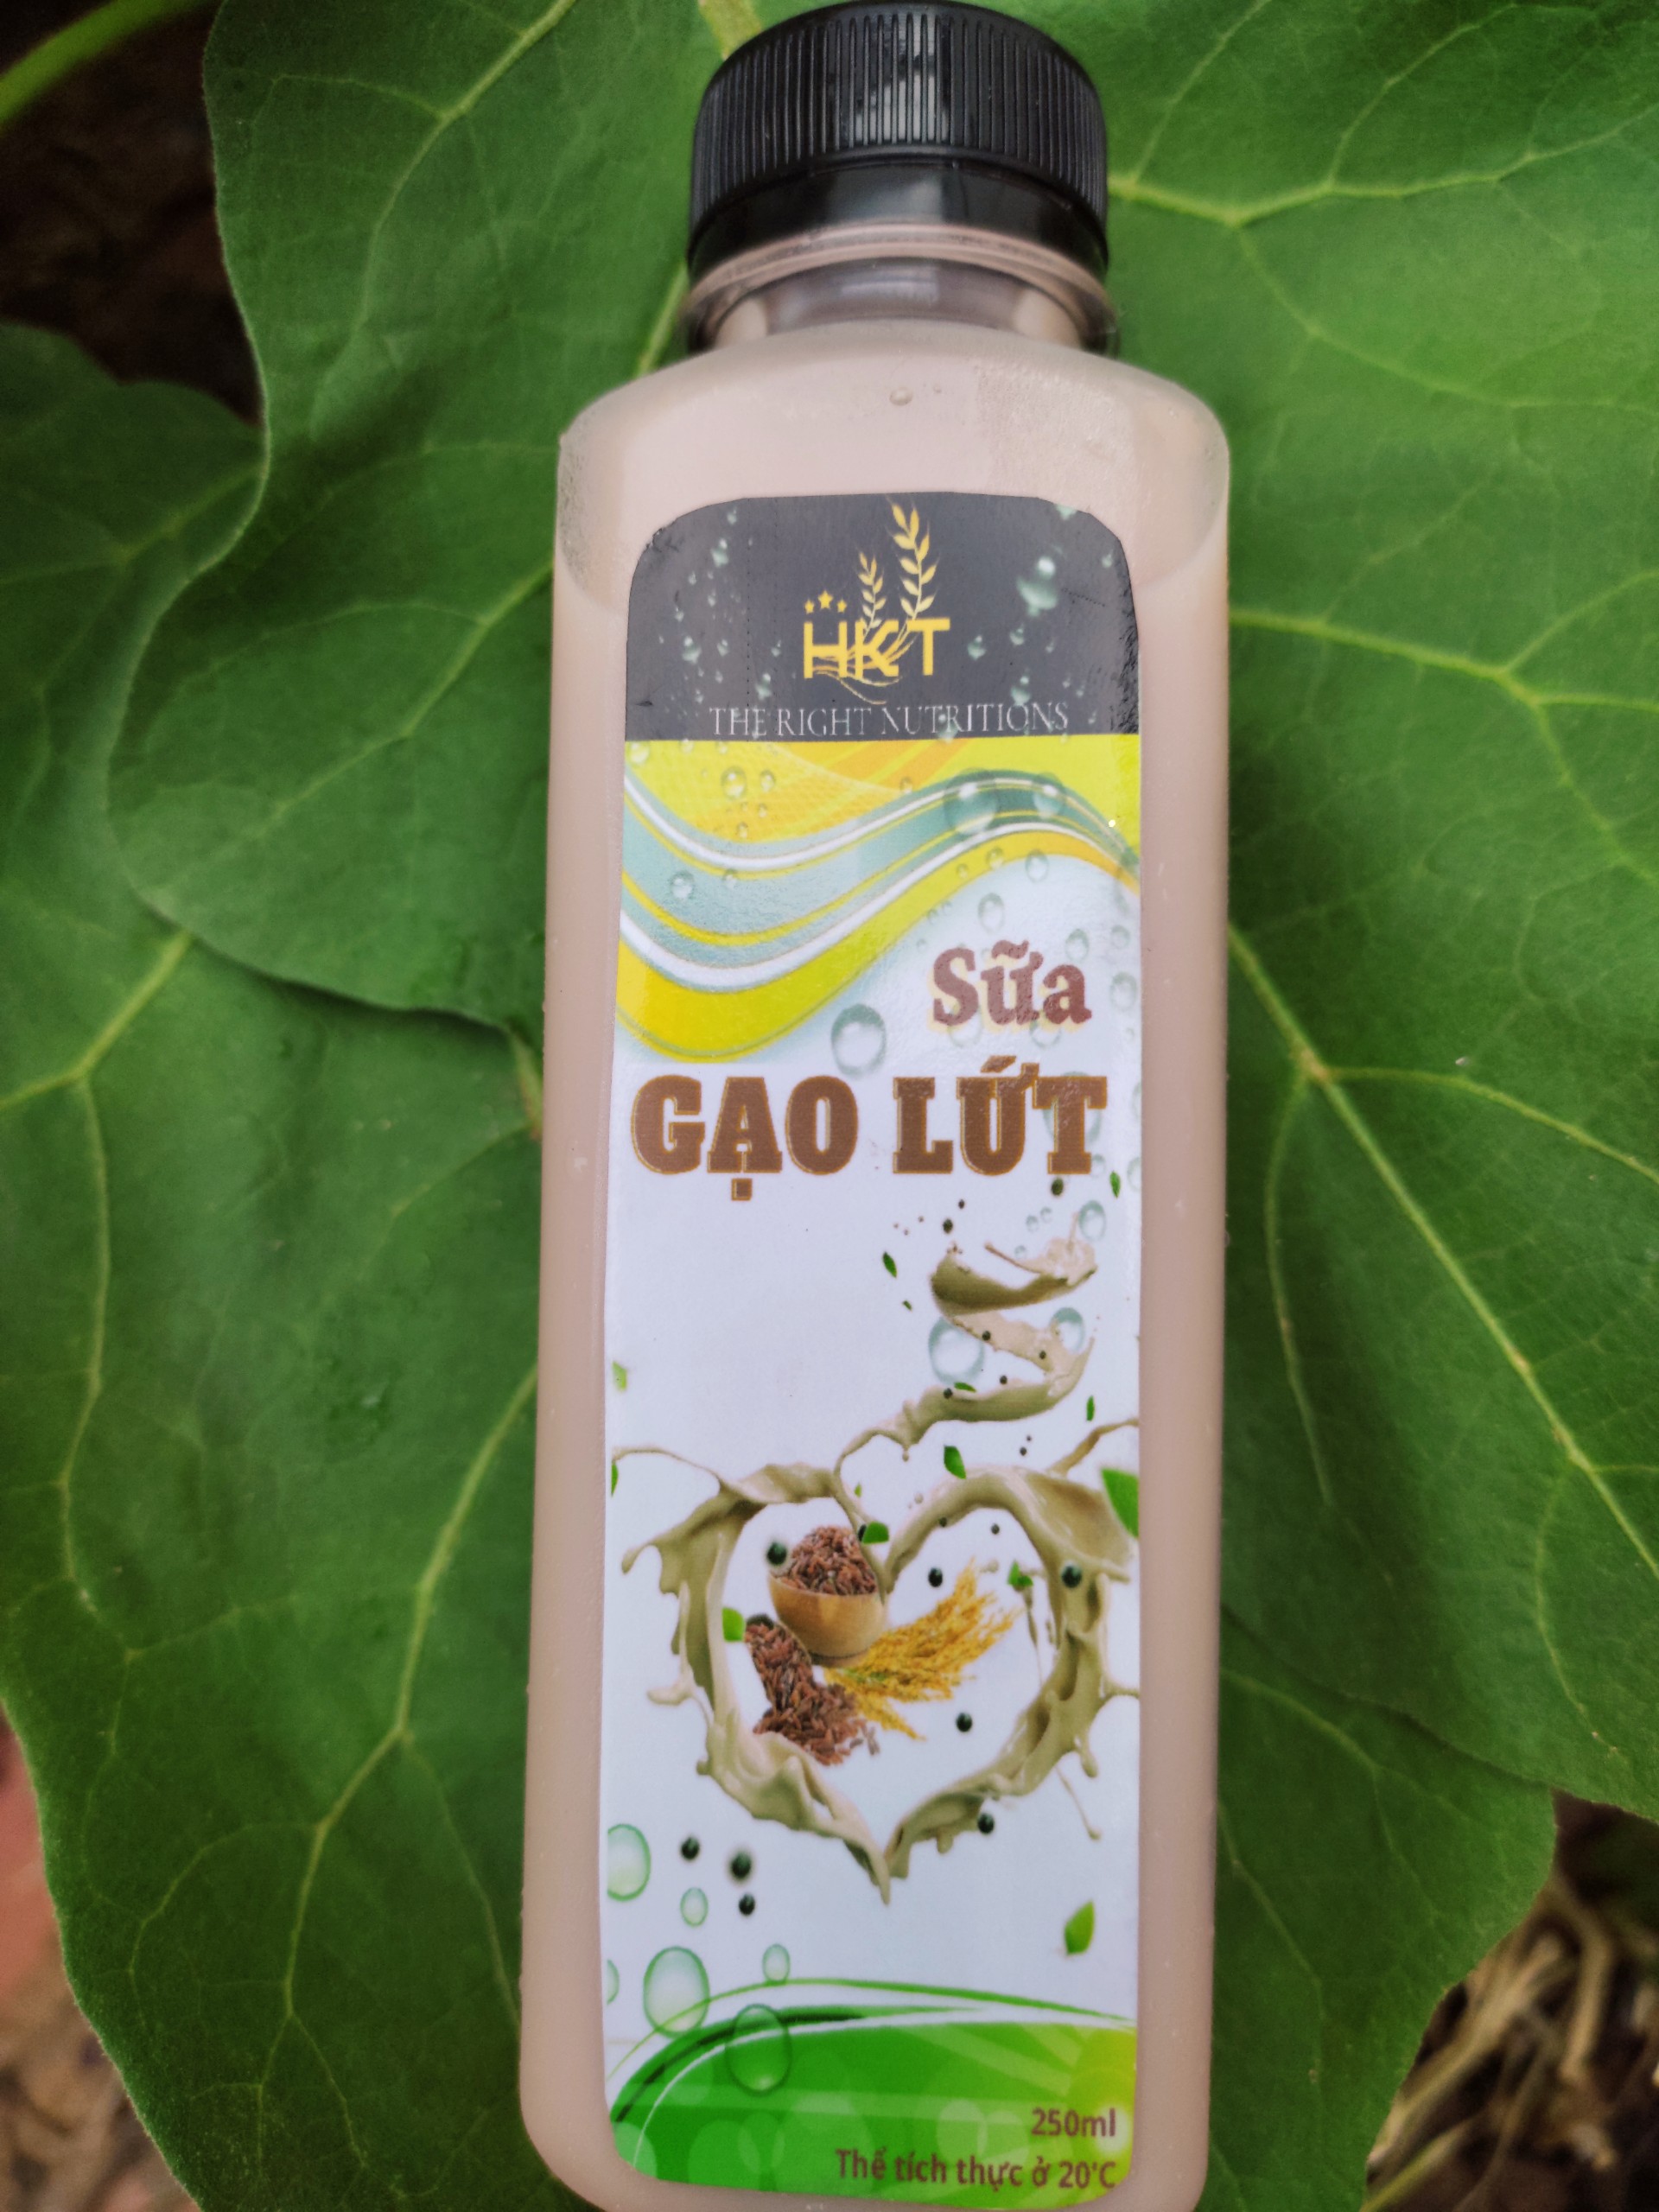 HKT
THE RIGHT NUTRITIONS
Sữa
GẠO LỨT
250ml
Thể tích thực ở 20°C